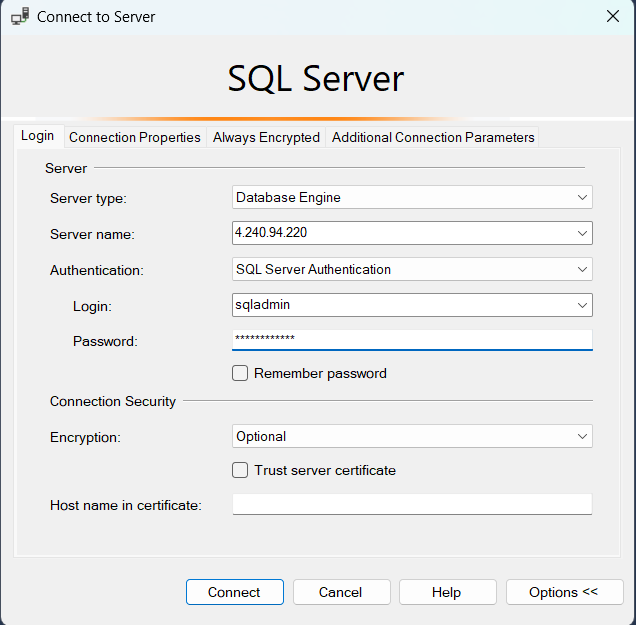 Connect to Server
SQL Server
Login Connection Properties Always Encrypted Additional Connection Parameters
Server
Server type: Database Engine
Server name: 4.240.94.220
Authentication: SQL Server Authentication
Login: sqladmin
Password: ************
Remember password
Connection Security
Encryption: Optional
Trust server certificate
Host name in certificate:
Connect Cancel Help Options <<